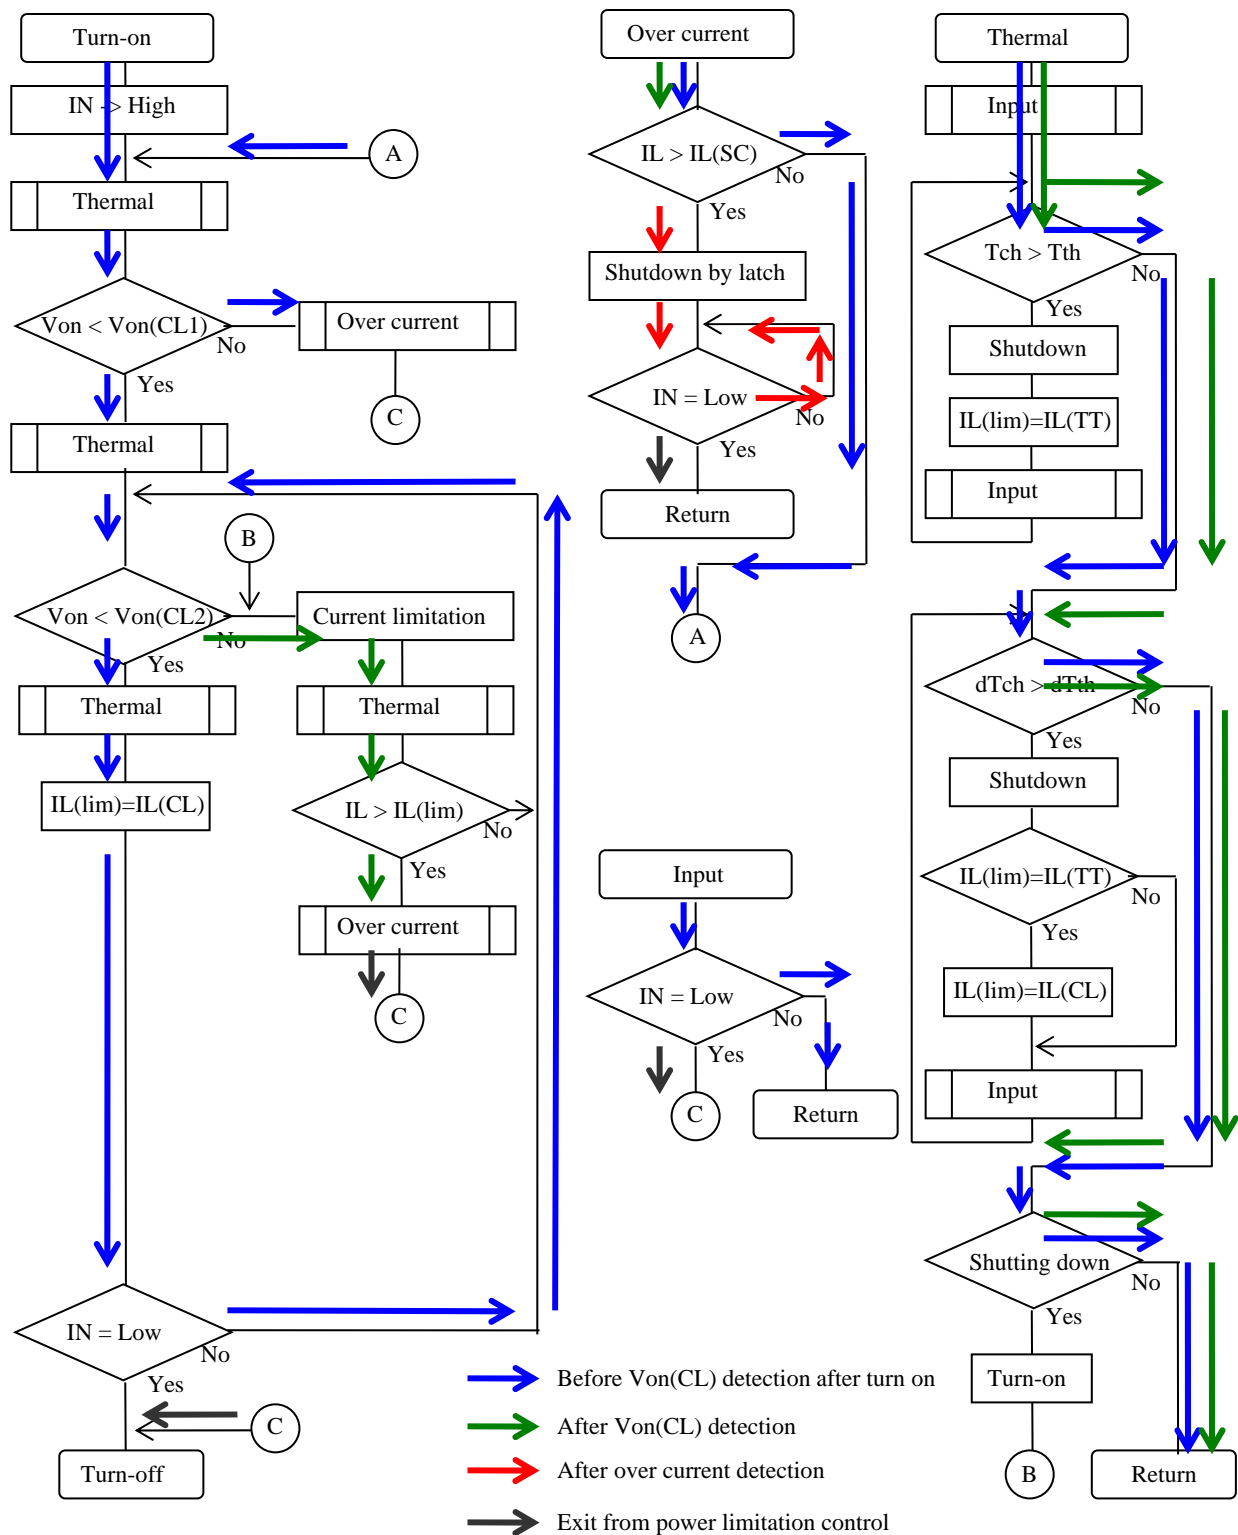 Turn-on
IN -> High
A
Thermal
Von < Von(CL1)
No
Over current
Yes
C
Thermal
B
Von < Von(CL2)
No
Current limitation
Yes
Thermal
Thermal
IL(lim)=IL(CL)
IL > IL(lim)
No
Yes
Over current
C
IN = Low
No
Yes
C
Turn-off
Over current
IL > IL(SC)
No
Yes
Shutdown by latch
IN = Low
No
Yes
Return
A
Input
IN = Low
No
Yes
C
Return
Thermal
Input
Tch > Tth
No
Yes
Shutdown
IL(lim)=IL(TT)
Input
dTch > dTth
No
Yes
Shutdown
IL(lim)=IL(TT)
No
Yes
IL(lim)=IL(CL)
Input
Shutting down
No
Yes
Turn-on
B
Return
Before Von(CL) detection after turn on
After Von(CL) detection
After over current detection
Exit from power limitation control